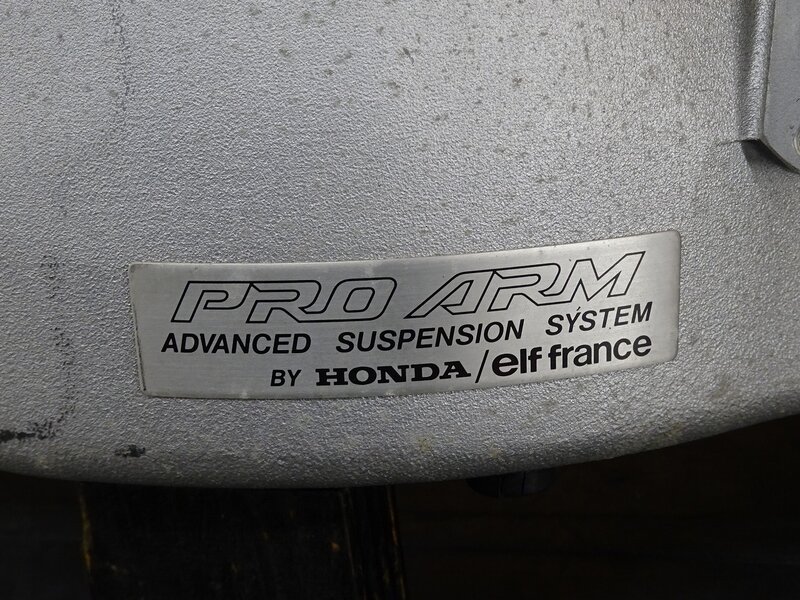 PRO ARM
ADVANCED SUSPENSION SYSTEM
BY HONDA/elf france